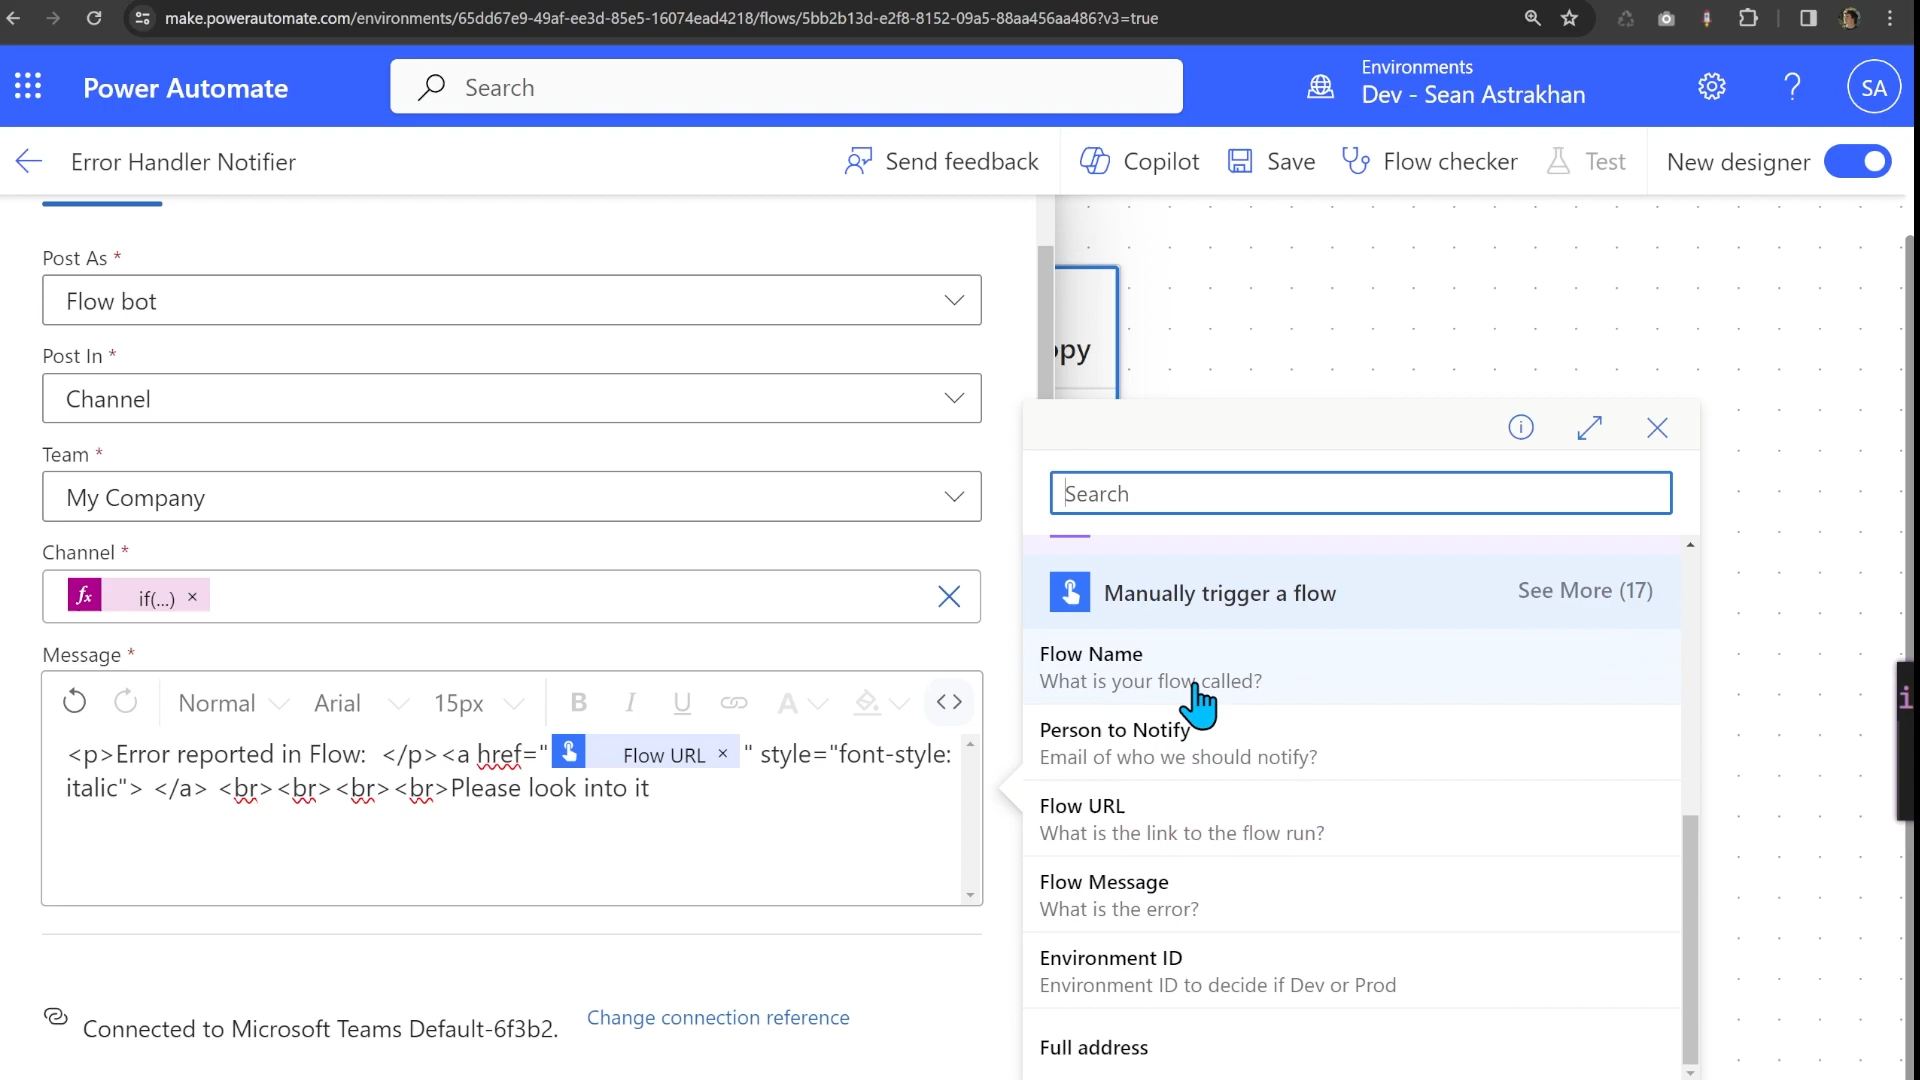 make.powerautomate.com/environments/65dd67e9-49af-ee3d-85e5-16074ead4218/flows/5bb2b13d-e2f8-8152-09a5-88aa456aa486?v3=true
Power Automate
Search
Environments
Dev - Sean Astrakhan
SA
Error Handler Notifier
Send feedback
Copilot
Save
Flow checker
Test
New designer
Post As *
Flow bot
Post In *
Channel
Team *
My Company
Channel *
fx if(...) ×
Message *
Normal Arial 15px B I U A <>
<p>Error reported in Flow:  </p><a href="Flow URL ×" style="font-style:
italic"> </a> <br><br><br><br>Please look into it
Connected to Microsoft Teams Default-6f3b2.
Change connection reference
opy
Search
Manually trigger a flow
See More (17)
Flow Name
What is your flow called?
Person to Notify
Email of who we should notify?
Flow URL
What is the link to the flow run?
Flow Message
What is the error?
Environment ID
Environment ID to decide if Dev or Prod
Full address
i